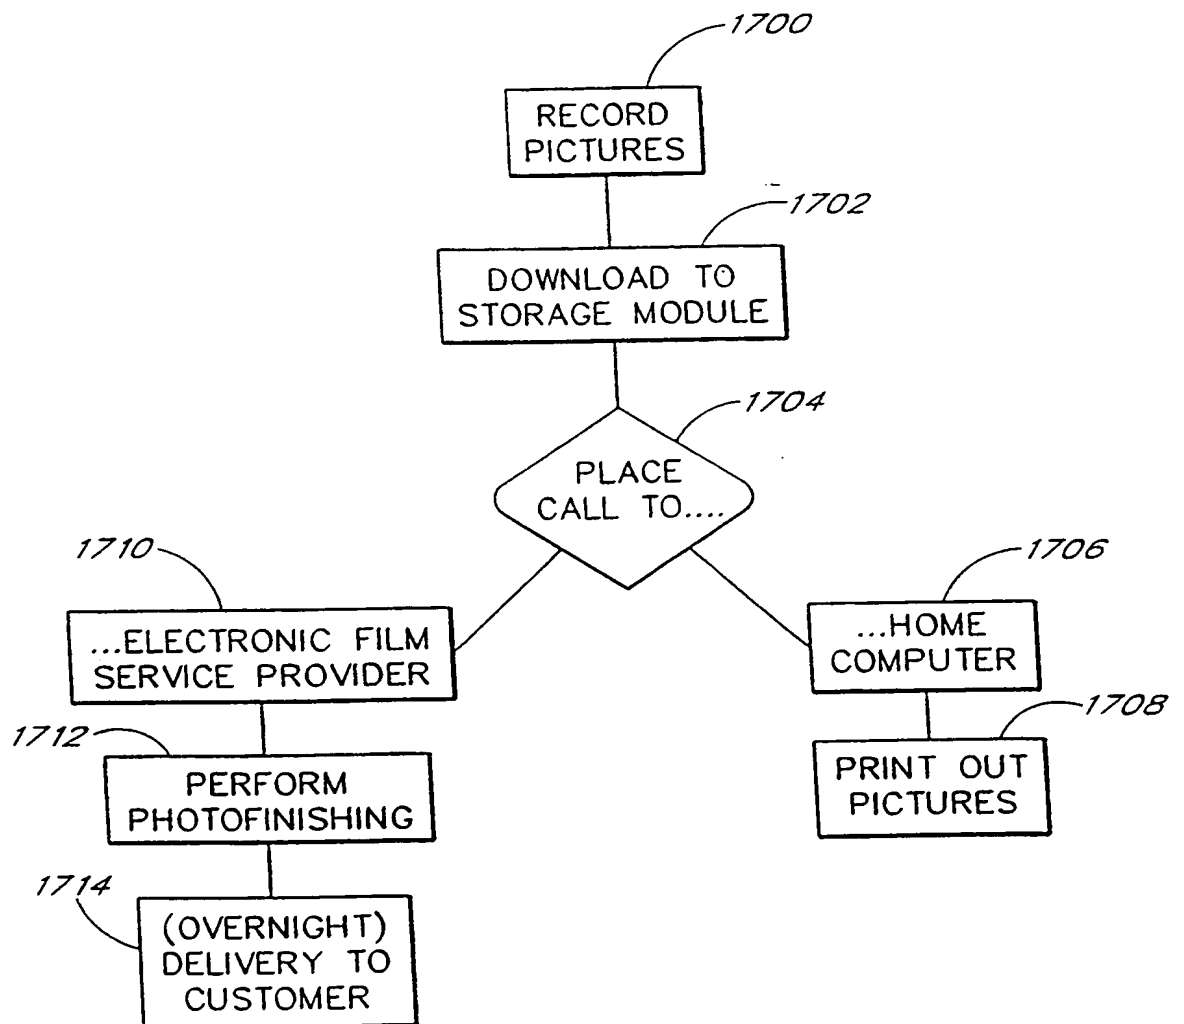 1700
RECORD
PICTURES
1702
DOWNLOAD TO
STORAGE MODULE
1704
PLACE
CALL TO....
1710
...ELECTRONIC FILM
SERVICE PROVIDER
1706
...HOME
COMPUTER
1712
PERFORM
PHOTOFINISHING
1708
PRINT OUT
PICTURES
1714
(OVERNIGHT)
DELIVERY TO
CUSTOMER